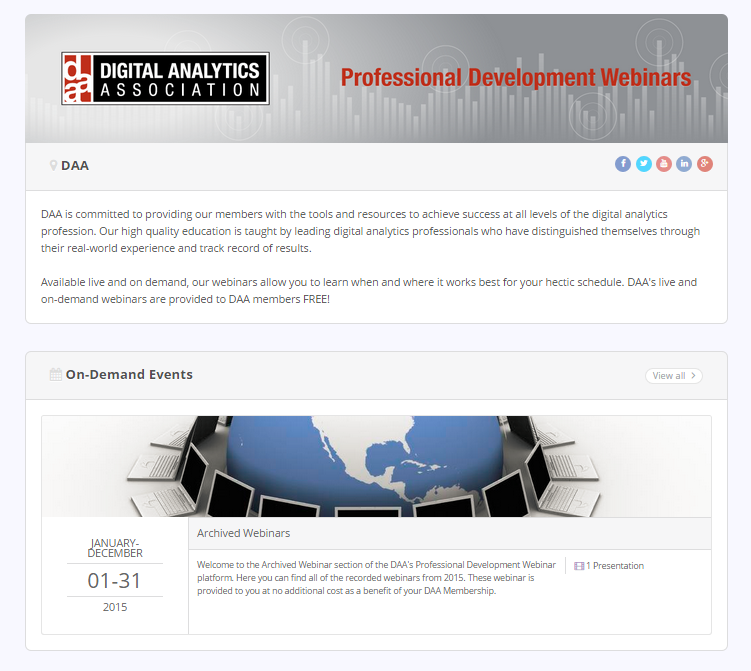 daa
DIGITAL ANALYTICS
ASSOCIATION
Professional Development Webinars
DAA
DAA is committed to providing our members with the tools and resources to achieve success at all levels of the digital analytics
profession. Our high quality education is taught by leading digital analytics professionals who have distinguished themselves through
their real-world experience and track record of results.
Available live and on demand, our webinars allow you to learn when and where it works best for your hectic schedule. DAA's live and
on-demand webinars are provided to DAA members FREE!
On-Demand Events
View all
JANUARY-
DECEMBER
01-31
2015
Archived Webinars
Welcome to the Archived Webinar section of the DAA's Professional Development Webinar
platform. Here you can find all of the recorded webinars from 2015. These webinar is
provided to you at no additional cost as a benefit of your DAA Membership.
1 Presentation